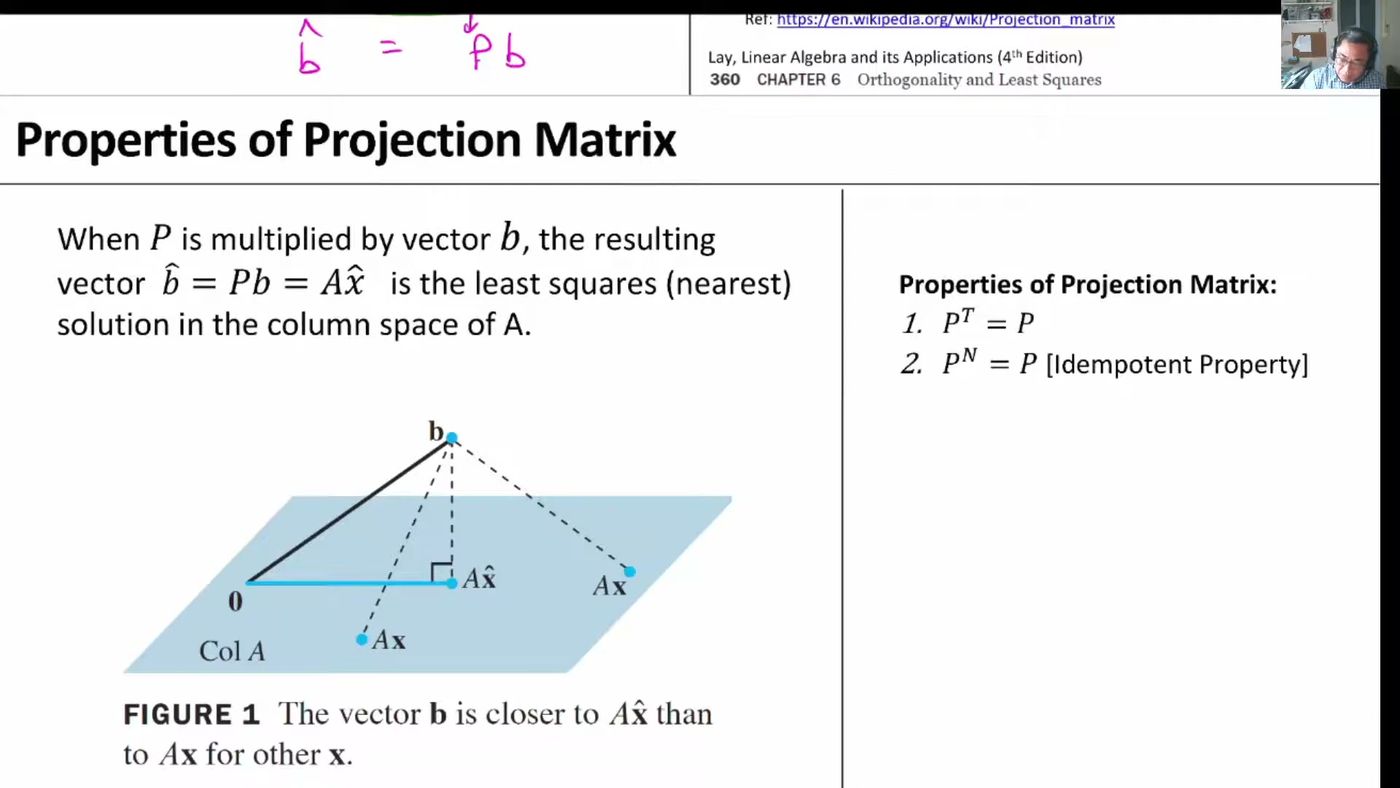 b̂ = P b
Ref: https://en.wikipedia.org/wiki/Projection_matrix
Lay, Linear Algebra and its Applications (4th Edition)
360 CHAPTER 6 Orthogonality and Least Squares
Properties of Projection Matrix
When P is multiplied by vector b, the resulting
vector b̂ = Pb = Ax̂ is the least squares (nearest)
solution in the column space of A.
b
Ax̂
Ax
0
Ax
Col A
FIGURE 1 The vector b is closer to Ax̂ than
to Ax for other x.
Properties of Projection Matrix:
1. Pᵀ = P
2. Pᴺ = P [Idempotent Property]